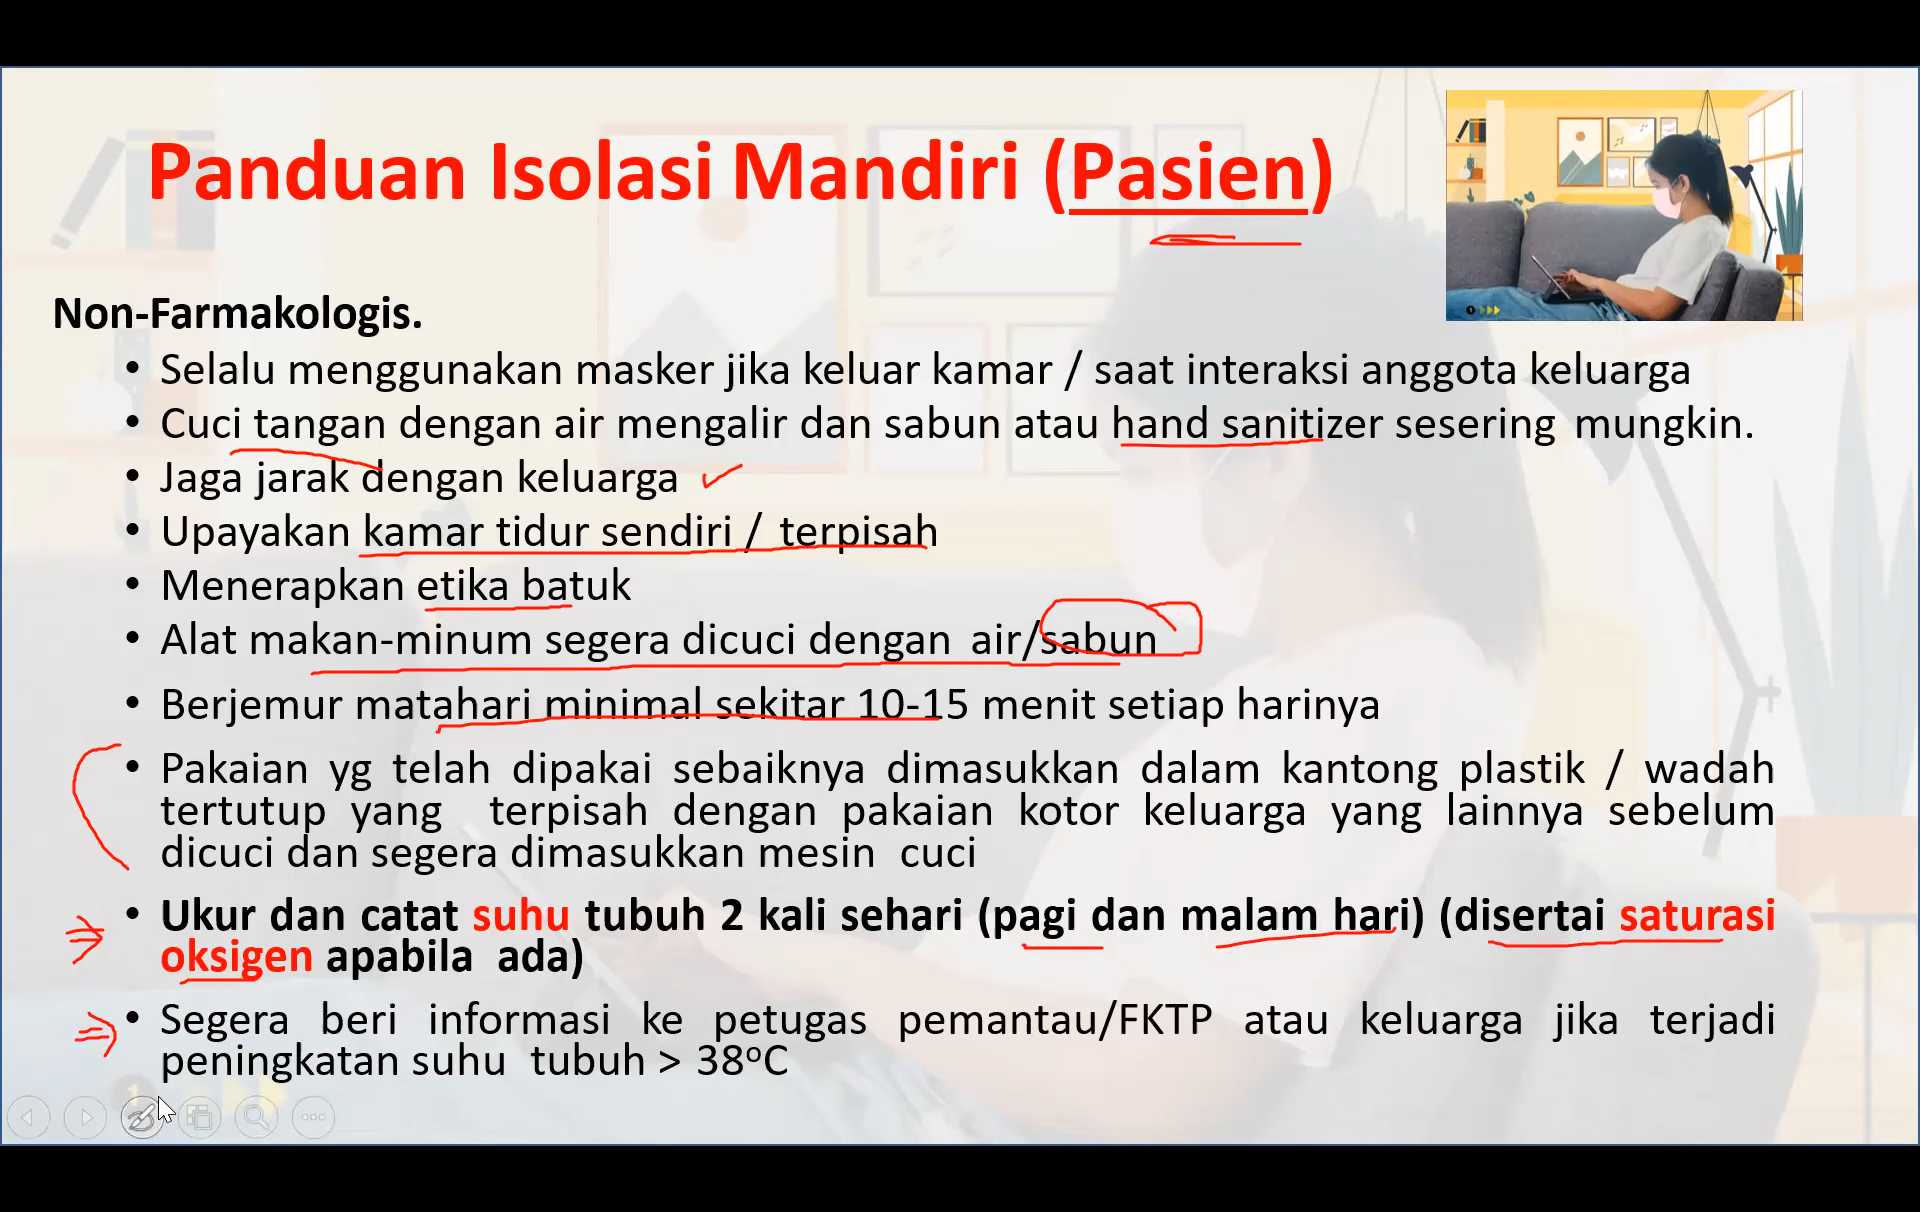 Panduan Isolasi Mandiri (Pasien)
Non-Farmakologis.
• Selalu menggunakan masker jika keluar kamar / saat interaksi anggota keluarga
• Cuci tangan dengan air mengalir dan sabun atau hand sanitizer sesering mungkin.
• Jaga jarak dengan keluarga
• Upayakan kamar tidur sendiri / terpisah
• Menerapkan etika batuk
• Alat makan-minum segera dicuci dengan air/sabun
• Berjemur matahari minimal sekitar 10-15 menit setiap harinya
• Pakaian yg telah dipakai sebaiknya dimasukkan dalam kantong plastik / wadah
tertutup yang terpisah dengan pakaian kotor keluarga yang lainnya sebelum
dicuci dan segera dimasukkan mesin cuci
• Ukur dan catat suhu tubuh 2 kali sehari (pagi dan malam hari) (disertai saturasi
oksigen apabila ada)
• Segera beri informasi ke petugas pemantau/FKTP atau keluarga jika terjadi
peningkatan suhu tubuh > 38ºC